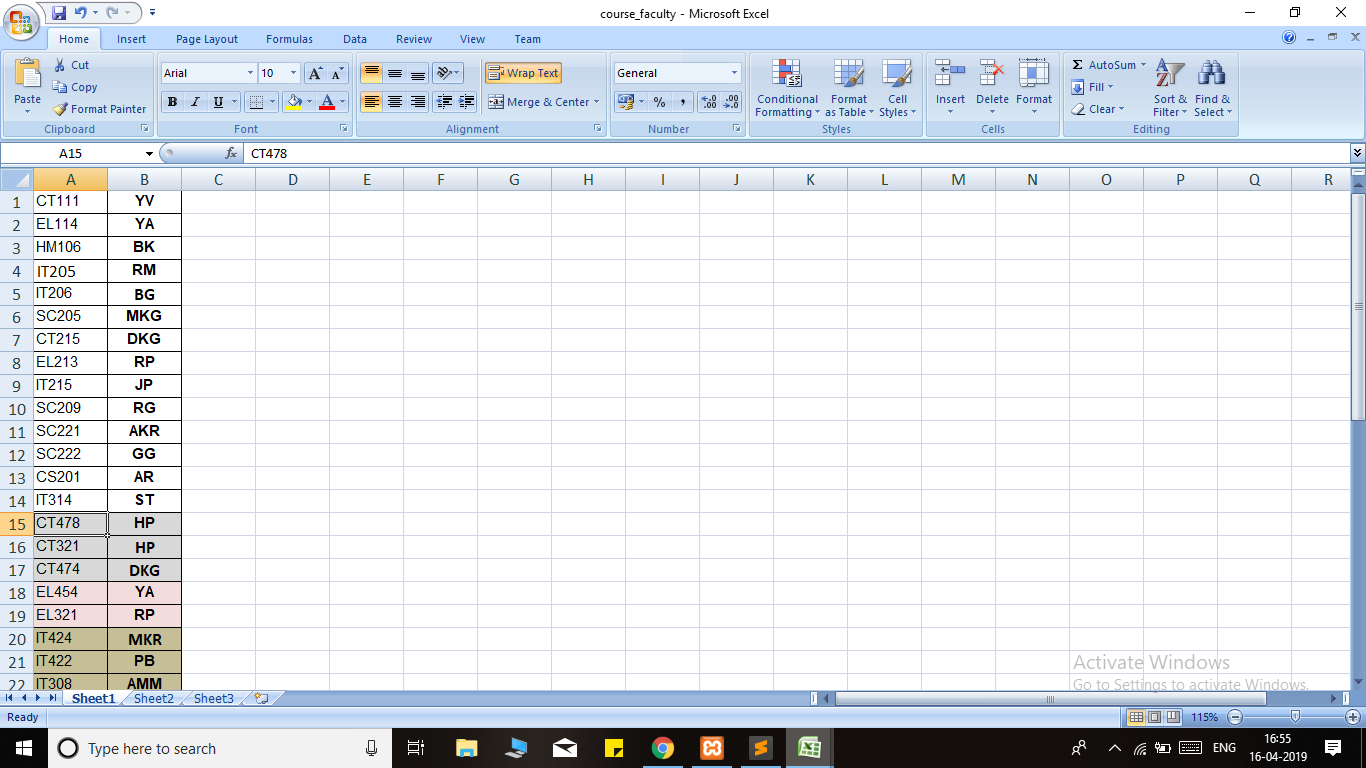 course_faculty - Microsoft Excel
Home Insert Page Layout Formulas Data Review View Team
Paste Cut Copy Format Painter Clipboard
Arial 10 B I U Font
Wrap Text Merge & Center Alignment
General % , Number
Conditional Formatting Format as Table Cell Styles Styles
Insert Delete Format Cells
Σ AutoSum Fill Clear Sort & Filter Find & Select Editing
A15 fx CT478
A B C D E F G H I J K L M N O P Q R
1 CT111 YV
2 EL114 YA
3 HM106 BK
4 IT205 RM
5 IT206 BG
6 SC205 MKG
7 CT215 DKG
8 EL213 RP
9 IT215 JP
10 SC209 RG
11 SC221 AKR
12 SC222 GG
13 CS201 AR
14 IT314 ST
15 CT478 HP
16 CT321 HP
17 CT474 DKG
18 EL454 YA
19 EL321 RP
20 IT424 MKR
21 IT422 PB
22 IT308 AMM
Activate Windows
Go to Settings to activate Windows.
Sheet1 Sheet2 Sheet3
Ready 115%
Type here to search ENG 16:55
16-04-2019